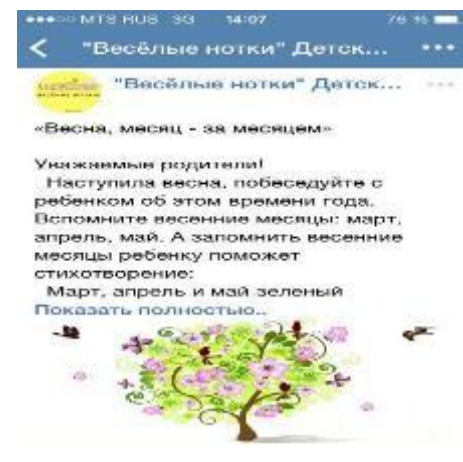 MTS RUS 3G 14:07 76 %
"Весёлые нотки" Детск...
"Весёлые нотки" Детск...
«Весна, месяц - за месяцем»
Уважаемые родители!
Наступила весна, побеседуйте с
ребенком об этом времени года.
Вспомните весенние месяцы: март,
апрель, май. А запомнить весенние
месяцы ребенку поможет
стихотворение:
Март, апрель и май зеленый
Показать полностью..